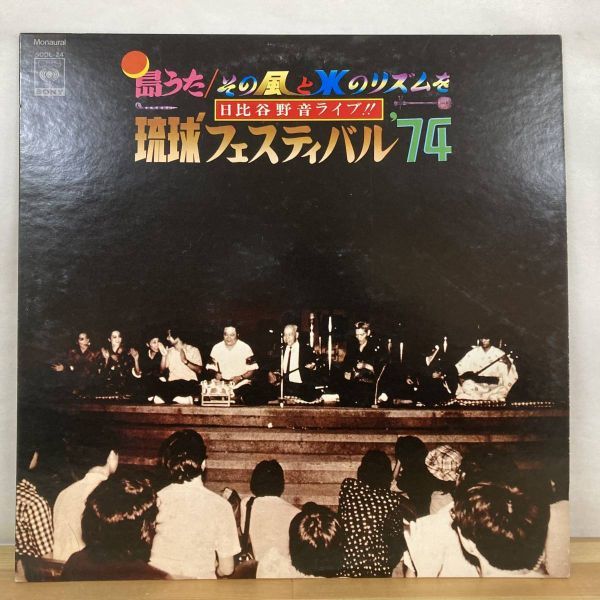 Monaural
SODL-24
SONY
島うた/その風と水のリズムを
日比谷野音ライブ!!
琉球フェスティバル'74